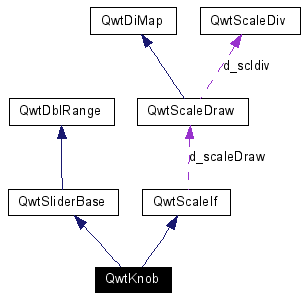 QwtDiMap QwtScaleDiv
d_scldiv
QwtDblRange QwtScaleDraw
d_scaleDraw
QwtSliderBase QwtScaleIf
QwtKnob